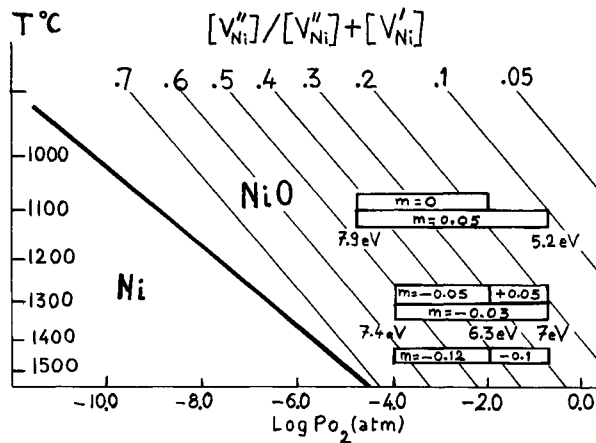 T°C
[V''Ni]/[V''Ni]+[V'Ni]
.7 .6 .5 .4 .3 .2 .1 .05
1000
1100
1200
1300
1400
1500
NiO
Ni
m=0
m=0.05
7.9eV 5.2eV
m=-0.05 +0.05
m=-0.03
7.4eV 6.3eV 7eV
m=-0.12 -0.1
-10.0 -8.0 -6.0 -4.0 -2.0 0.0
Log Po2(atm)